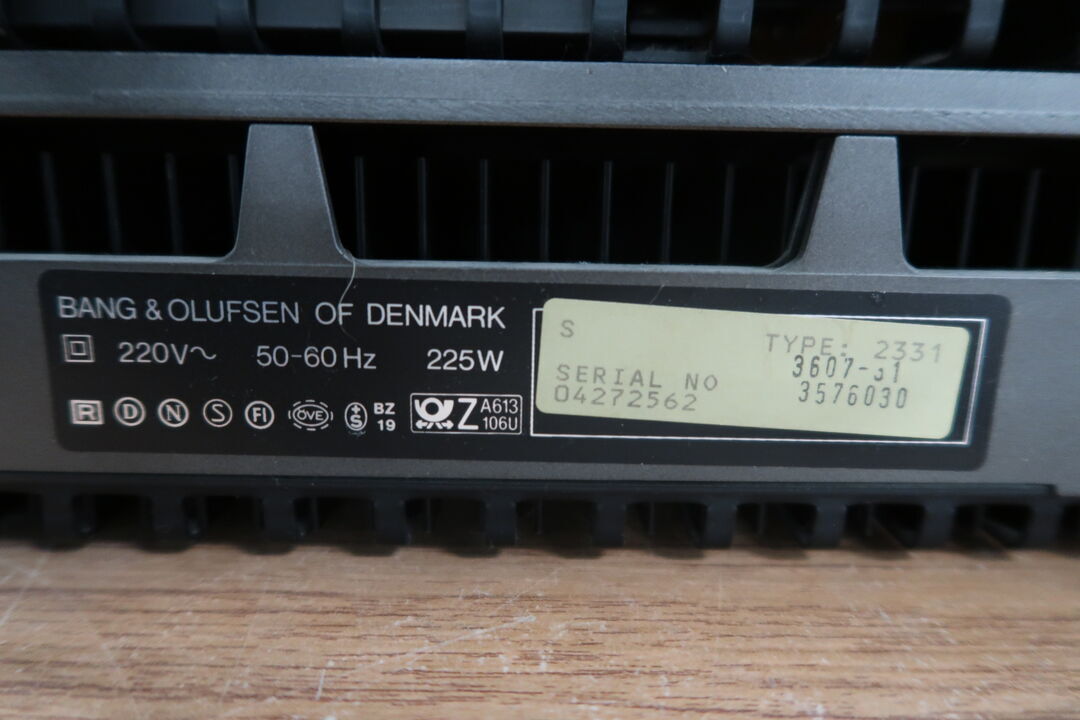 BANG & OLUFSEN OF DENMARK
220V~ 50-60 Hz 225W
R D N S FI ÖVE +S BZ 19 Z A613 106U
S TYPE: 2331
3607-31
SERIAL NO 3576030
04272562